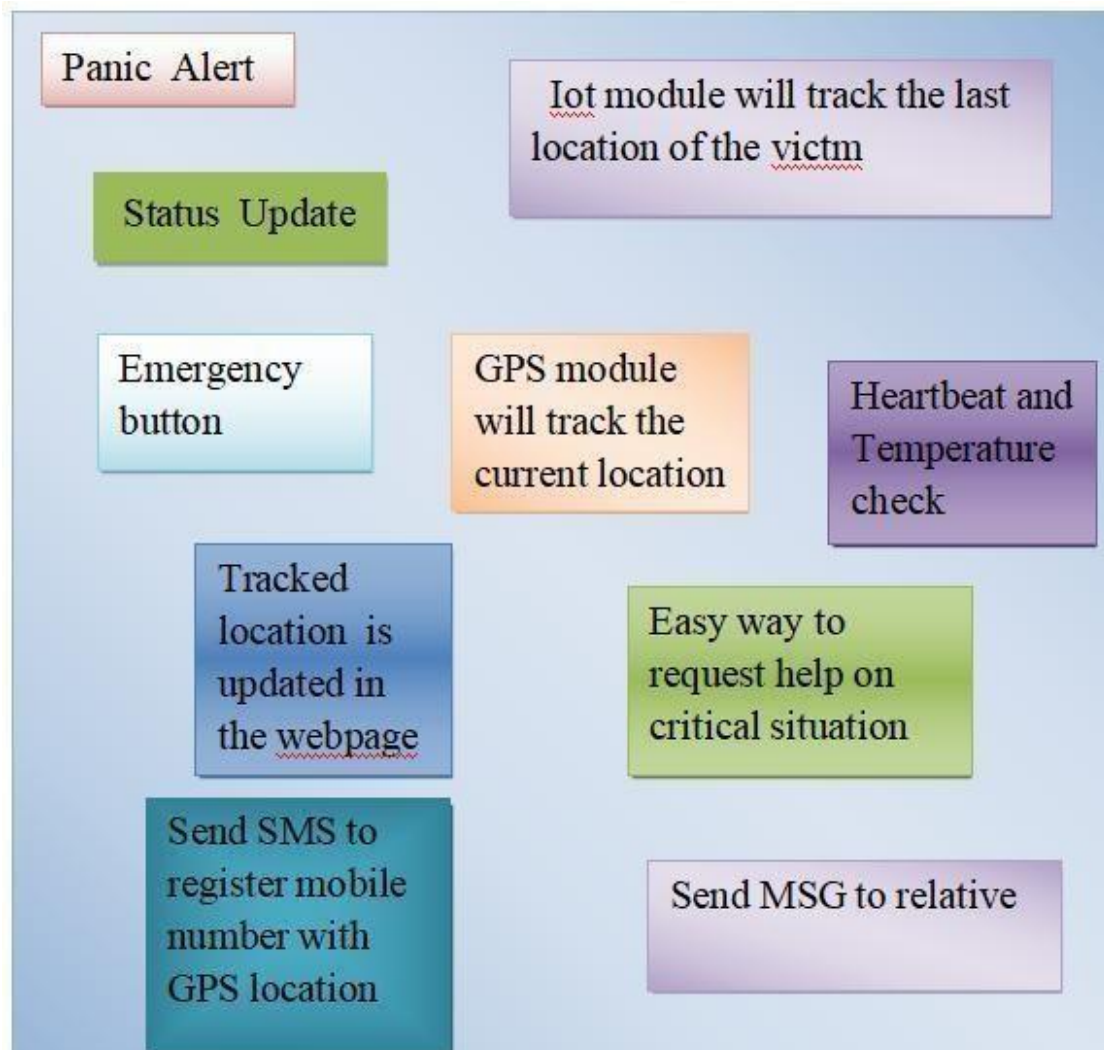 Panic Alert
Iot module will track the last
location of the victm
Status Update
Emergency
button
GPS module
will track the
current location
Heartbeat and
Temperature
check
Tracked
location is
updated in
the webpage
Easy way to
request help on
critical situation
Send SMS to
register mobile
number with
GPS location
Send MSG to relative